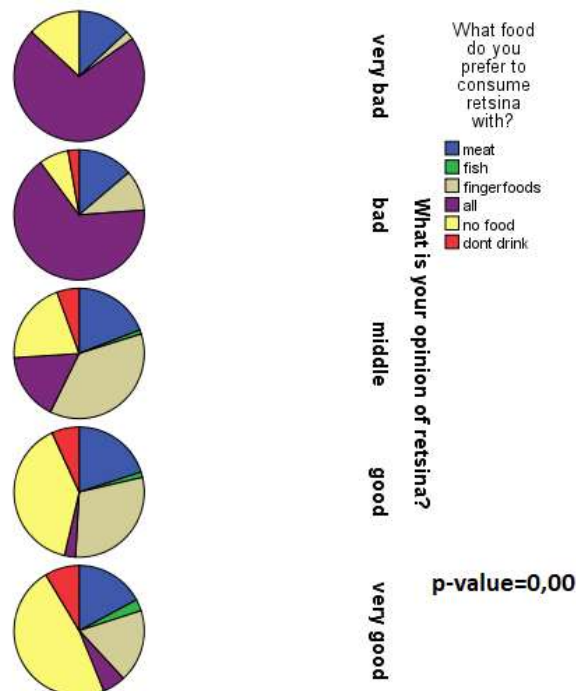 What food
do you
prefer to
consume
retsina
with?
meat
fish
fingerfoods
all
no food
dont drink
very bad
bad
middle
good
very good
What is your opinion of retsina?
p-value=0,00